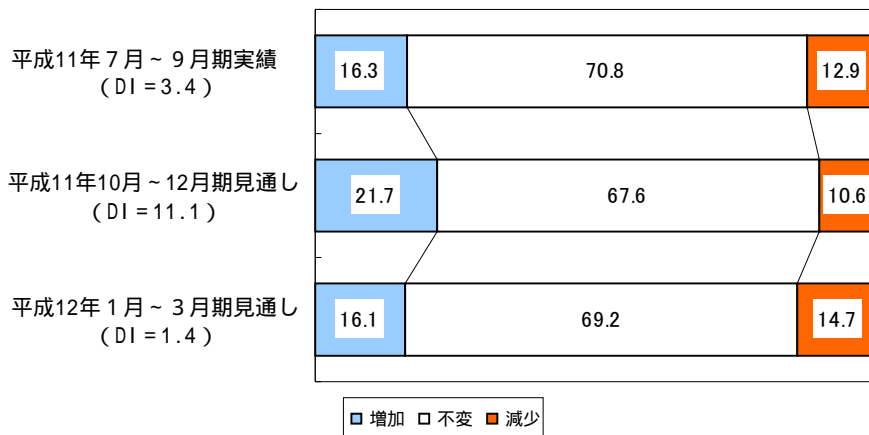 平成11年７月～９月期実績
（DI＝3.4）
16.3
70.8
12.9
平成11年10月～12月期見通し
（DI＝11.1）
21.7
67.6
10.6
平成12年１月～３月期見通し
（DI＝1.4）
16.1
69.2
14.7
増加 不変 減少